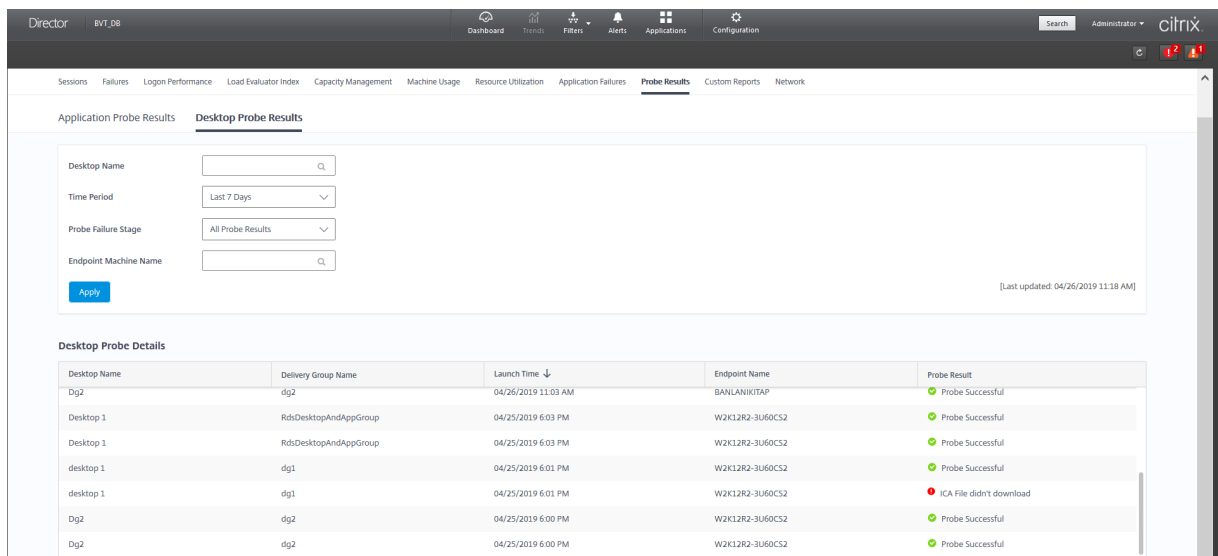 Director BVT_DB Dashboard Trends Filters Alerts Applications Configuration Search Administrator citrix
2 1
Sessions Failures Logon Performance Load Evaluator Index Capacity Management Machine Usage Resource Utilization Application Failures Probe Results Custom Reports Network
Application Probe Results Desktop Probe Results
Desktop Name
Time Period Last 7 Days
Probe Failure Stage All Probe Results
Endpoint Machine Name
Apply
[Last updated: 04/26/2019 11:18 AM]
Desktop Probe Details
Desktop Name Delivery Group Name Launch Time Endpoint Name Probe Result
Dg2 dg2 04/26/2019 11:03 AM BANLANIKITAP Probe Successful
Desktop 1 RdsDesktopAndAppGroup 04/25/2019 6:03 PM W2K12R2-3U60CS2 Probe Successful
Desktop 1 RdsDesktopAndAppGroup 04/25/2019 6:03 PM W2K12R2-3U60CS2 Probe Successful
desktop 1 dg1 04/25/2019 6:01 PM W2K12R2-3U60CS2 Probe Successful
desktop 1 dg1 04/25/2019 6:01 PM W2K12R2-3U60CS2 ICA File didn't download
Dg2 dg2 04/25/2019 6:00 PM W2K12R2-3U60CS2 Probe Successful
Dg2 dg2 04/25/2019 6:00 PM W2K12R2-3U60CS2 Probe Successful